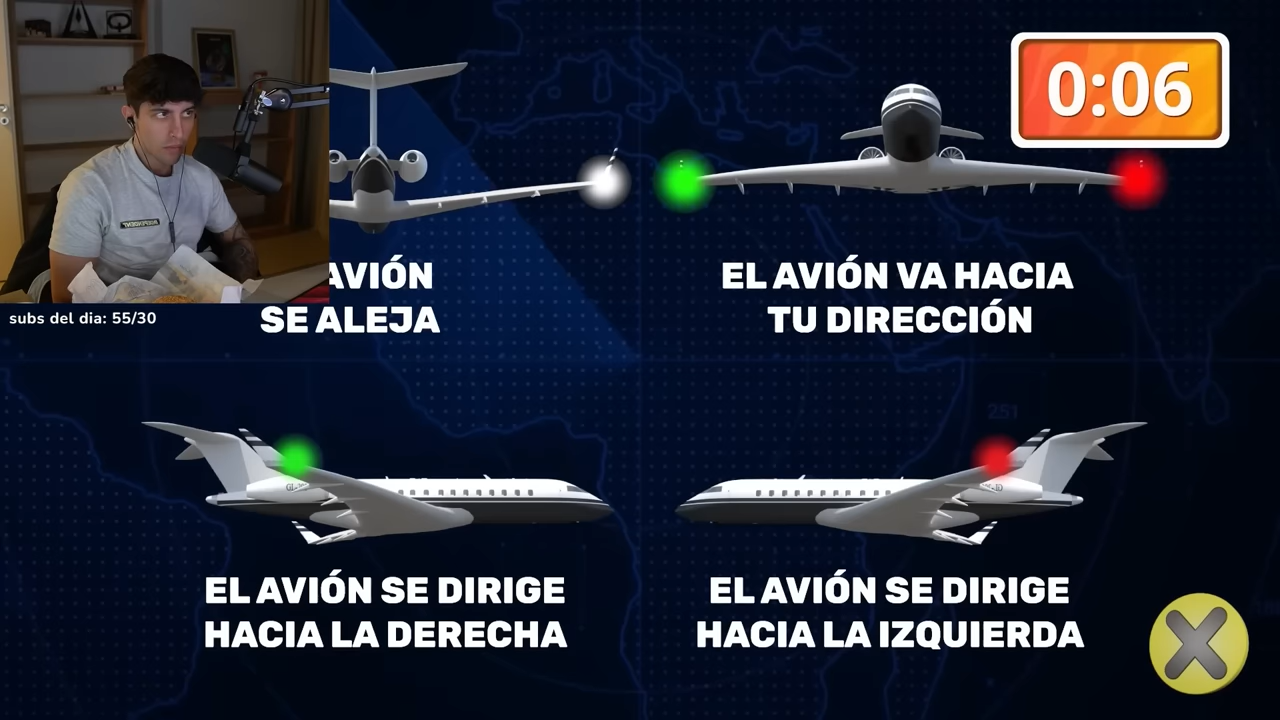 0:06
AVIÓN
SE ALEJA
EL AVIÓN VA HACIA
TU DIRECCIÓN
subs del dia: 55/30
251
EL AVIÓN SE DIRIGE
HACIA LA DERECHA
EL AVIÓN SE DIRIGE
HACIA LA IZQUIERDA